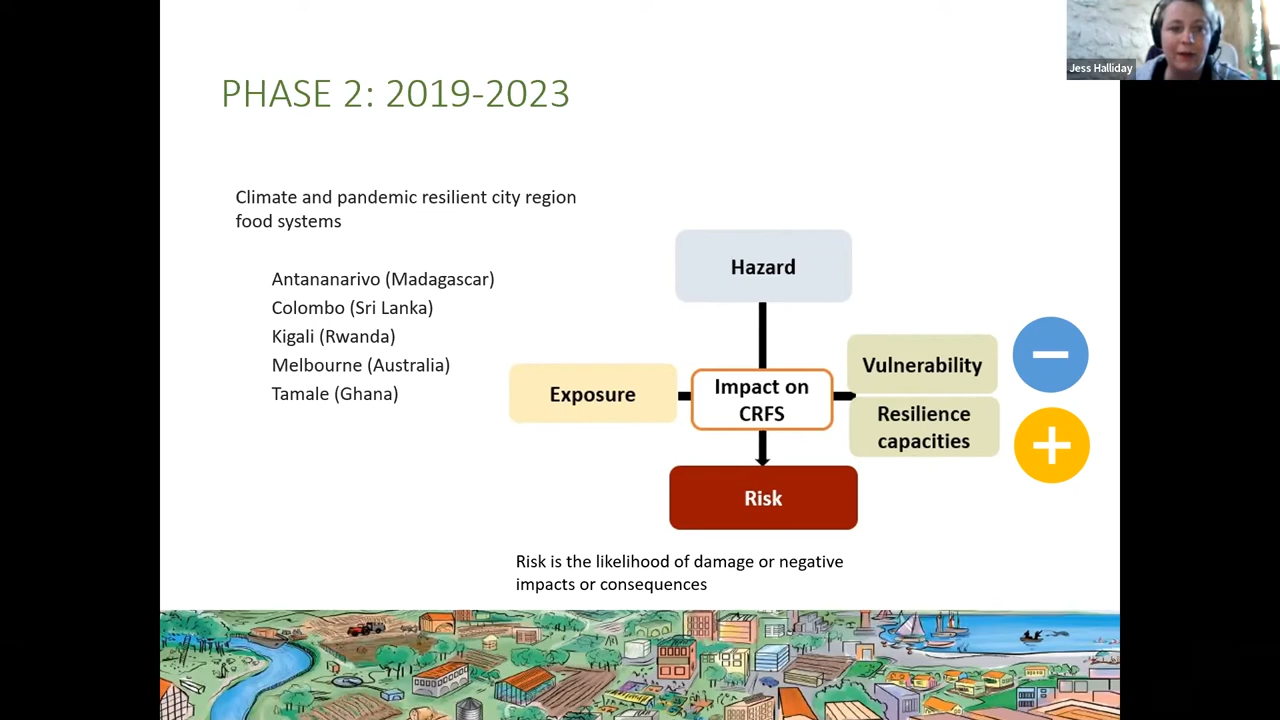 Jess Halliday
PHASE 2: 2019-2023
Climate and pandemic resilient city region
food systems
Antananarivo (Madagascar)
Colombo (Sri Lanka)
Kigali (Rwanda)
Melbourne (Australia)
Tamale (Ghana)
Hazard
Exposure
Impact on
CRFS
Vulnerability
Resilience
capacities
Risk
Risk is the likelihood of damage or negative
impacts or consequences